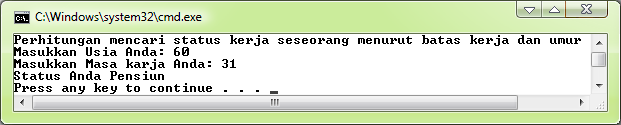 C:\Windows\system32\cmd.exe
Perhitungan mencari status kerja seseorang menurut batas kerja dan umur
Masukkan Usia Anda: 60
Masukkan Masa karja Anda: 31
Status Anda Pensiun
Press any key to continue . . .